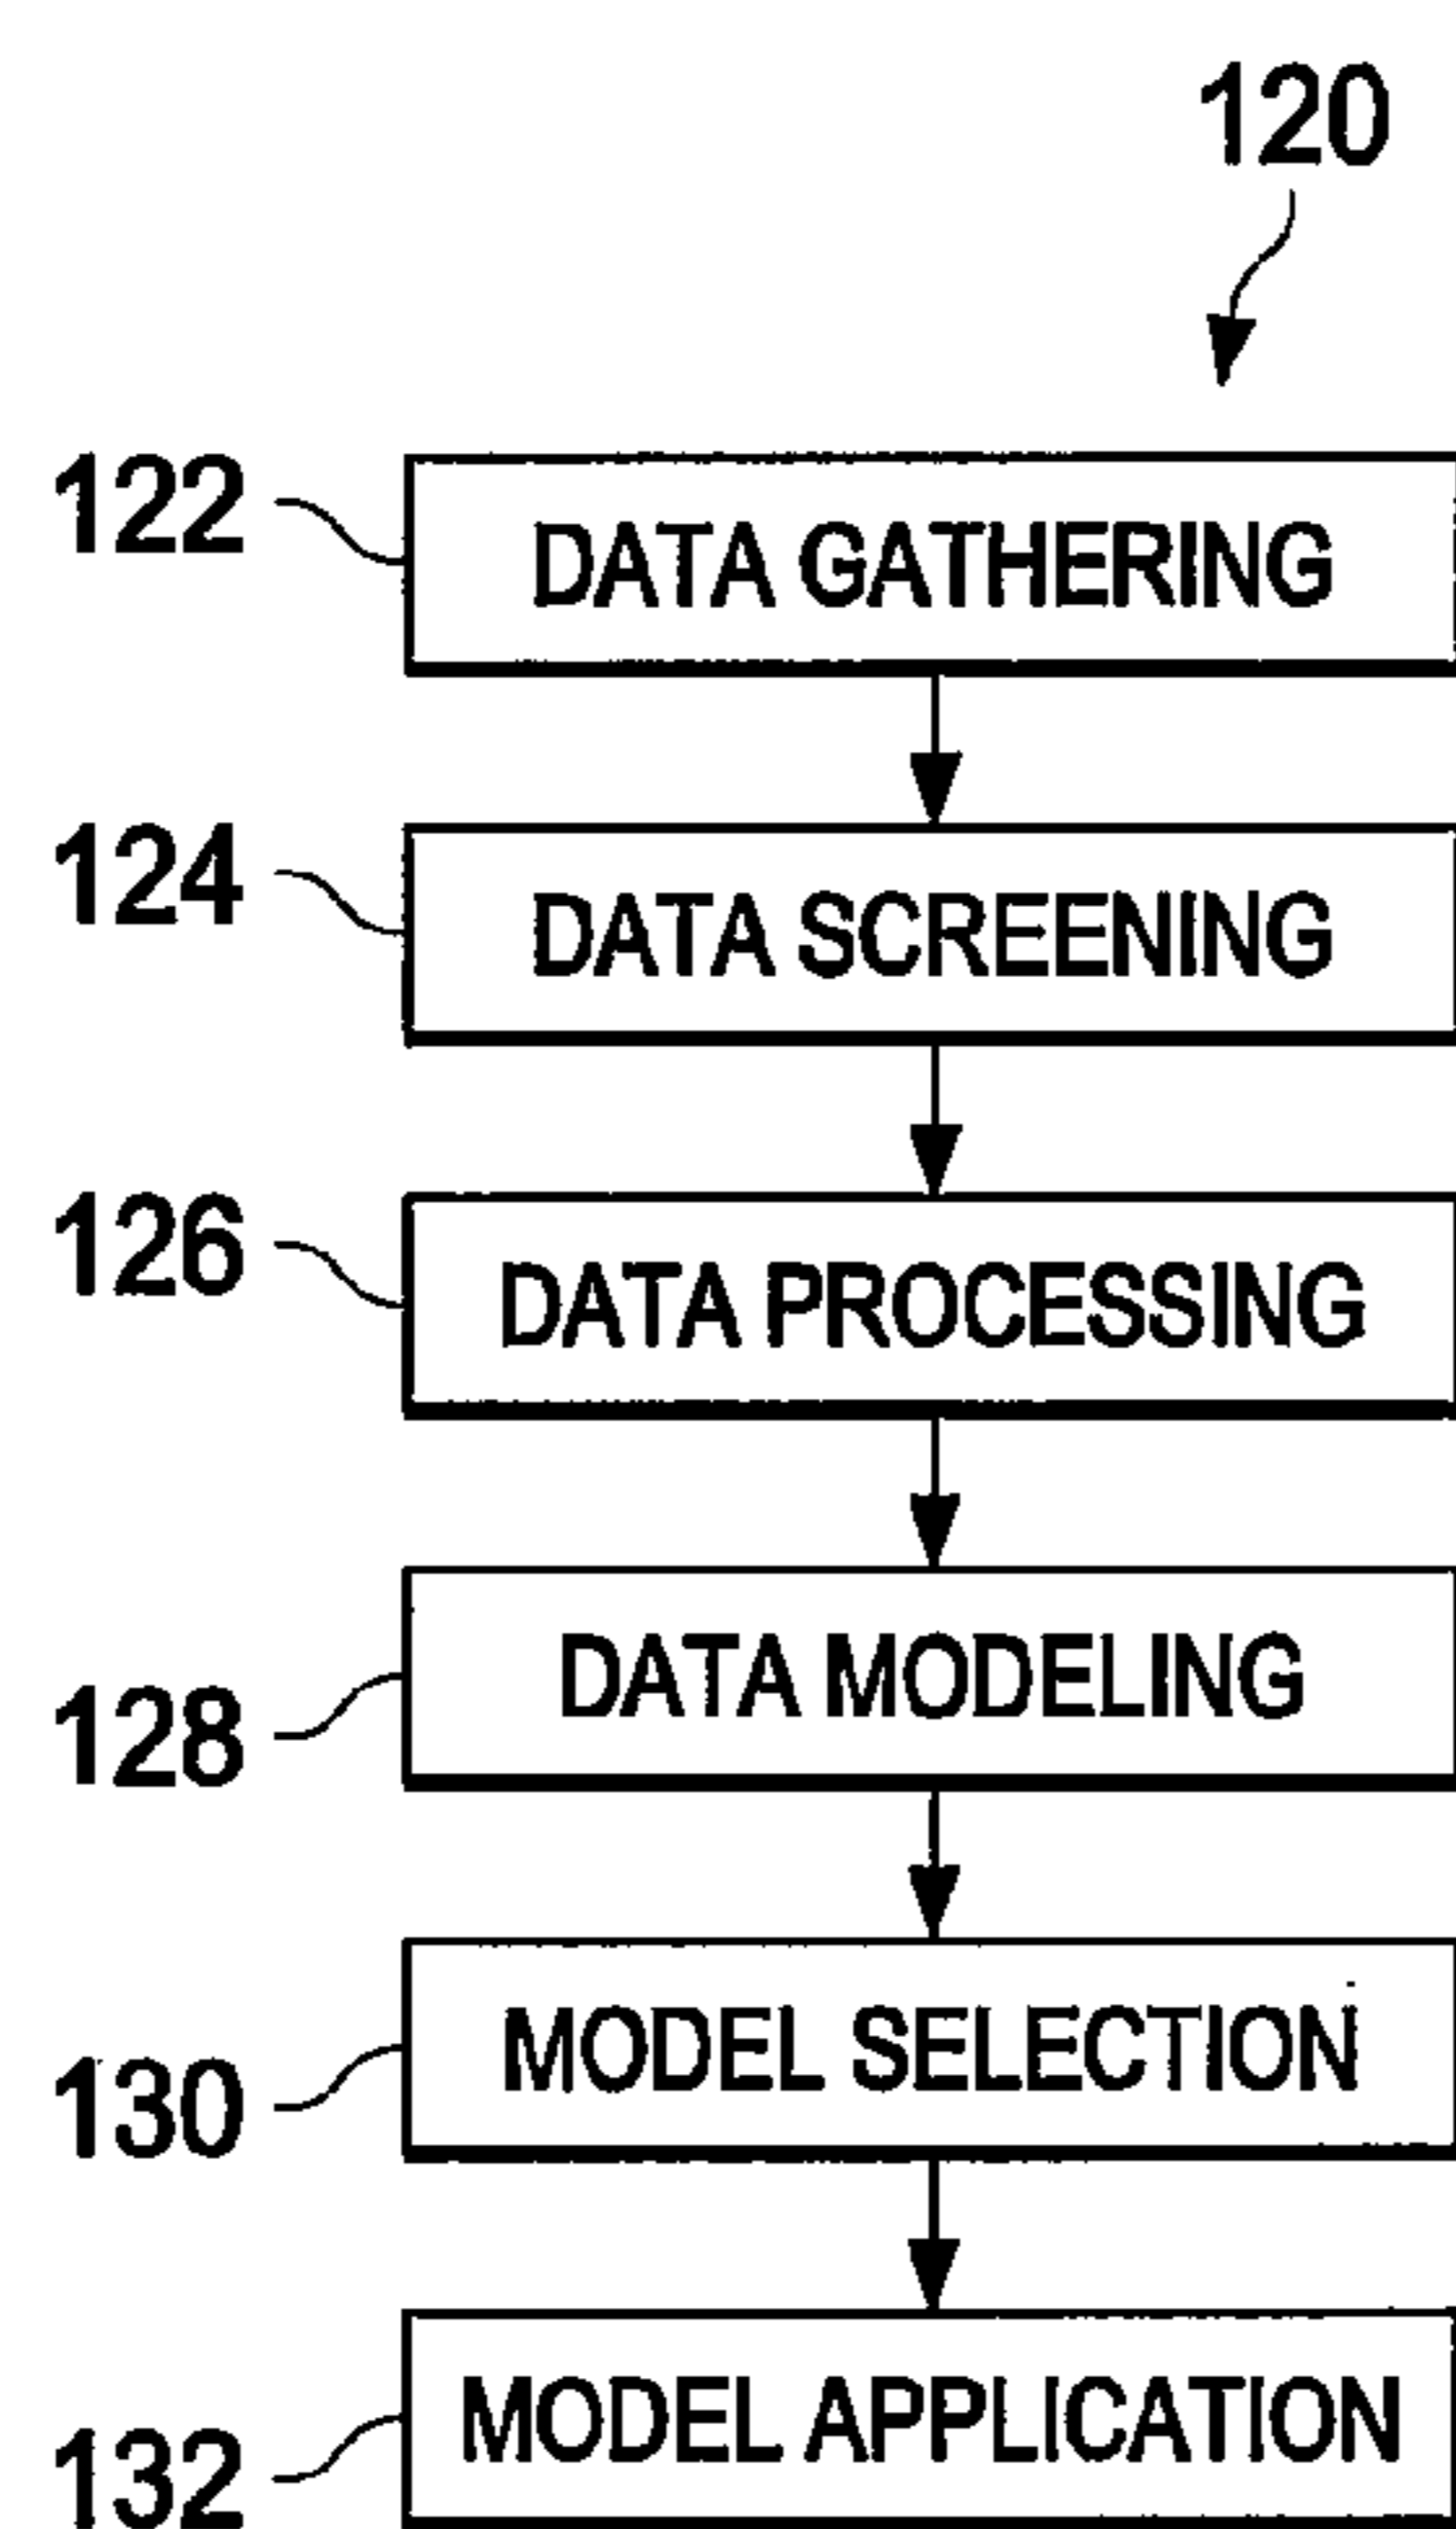 120
122 DATA GATHERING
124 DATA SCREENING
126 DATA PROCESSING
128 DATA MODELING
130 MODEL SELECTION
132 MODEL APPLICATION